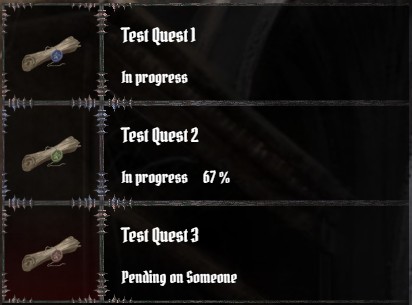 Test Quest 1
In progress
Test Quest 2
In progress 67 %
Test Quest 3
Pending on Someone